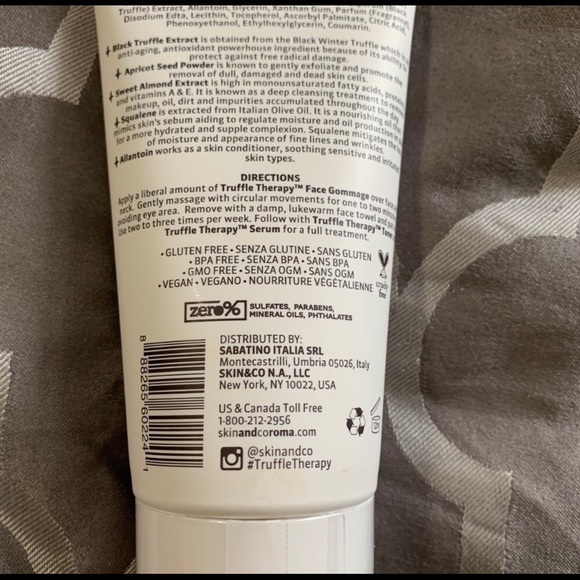 Truffle) Extract, Allantoin, Glycerin, Xanthan Gum, Parfum (Fragrance),
Disodium Edta, Lecithin, Tocopherol, Ascorbyl Palmitate, Citric Acid,
Phenoxyethanol, Ethylhexylglycerin, Coumarin.
+Black Truffle Extract is obtained from the Black Winter Truffle which is
anti-aging, antioxidant powerhouse ingredient because of its ability
protect against free radical damage.
+Apricot Seed Powder is known to gently exfoliate and promote the
removal of dull, damaged and dead skin cells.
+Sweet Almond Extract is high in monounsaturated fatty acids, proteins
and vitamins A & E. It is known as a deep cleansing treatment to remove
makeup, oil, dirt and impurities accumulated throughout the day.
+Squalene is extracted from Italian Olive Oil. It is a nourishing oil that
mimics skin's sebum aiding to regulate moisture and oil production
for a more hydrated and supple complexion. Squalene mitigates the
of moisture and appearance of fine lines and wrinkles.
+Allantoin works as a skin conditioner, soothing sensitive and irritated
skin types.
DIRECTIONS
Apply a liberal amount of Truffle Therapy™ Face Gommage over face
neck. Gently massage with circular movements for one to two minutes
avoiding eye area. Remove with a damp, lukewarm face towel and
Use two to three times per week. Follow with Truffle Therapy™ Toner
Truffle Therapy™ Serum for a full treatment.
• GLUTEN FREE • SENZA GLUTINE • SANS GLUTEN
• BPA FREE • SENZA BPA • SANS BPA
• GMO FREE • SENZA OGM • SANS OGM
• VEGAN • VEGANO • NOURRITURE VÉGÉTALIENNE
cruelty
free
zero% SULFATES, PARABENS,
MINERAL OILS, PHTHALATES
DISTRIBUTED BY:
SABATINO ITALIA SRL
Montecastrilli, Umbria 05026, Italy
SKIN&CO N.A., LLC
New York, NY 10022, USA
US & Canada Toll Free
1-800-212-2956
skinandcoroma.com
@skinandco
#TruffleTherapy
8 88265 60224 1